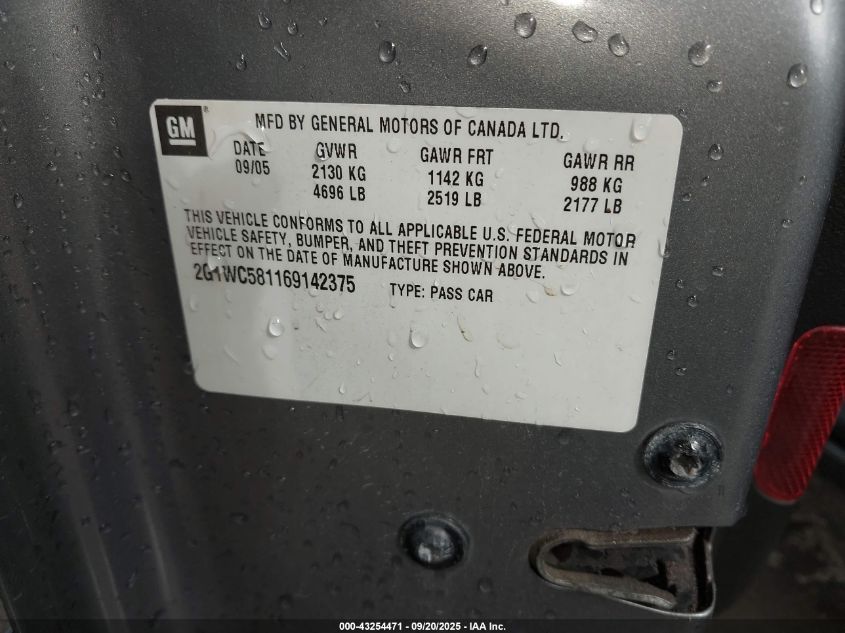 GM ®
MFD BY GENERAL MOTORS OF CANADA LTD.
DATE GVWR GAWR FRT GAWR RR
09/05 2130 KG 1142 KG 988 KG
4696 LB 2519 LB 2177 LB
THIS VEHICLE CONFORMS TO ALL APPLICABLE U.S. FEDERAL MOTOR
VEHICLE SAFETY, BUMPER, AND THEFT PREVENTION STANDARDS IN
EFFECT ON THE DATE OF MANUFACTURE SHOWN ABOVE.
2G1WC581169142375 TYPE: PASS CAR
000-43254471 - 09/20/2025 - IAA Inc.